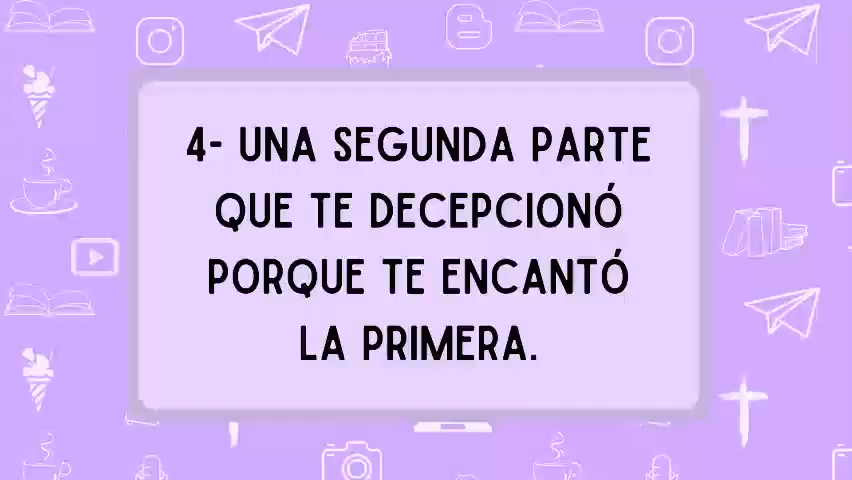 4- UNA SEGUNDA PARTE
QUE TE DECEPCIONÓ
PORQUE TE ENCANTÓ
LA PRIMERA.